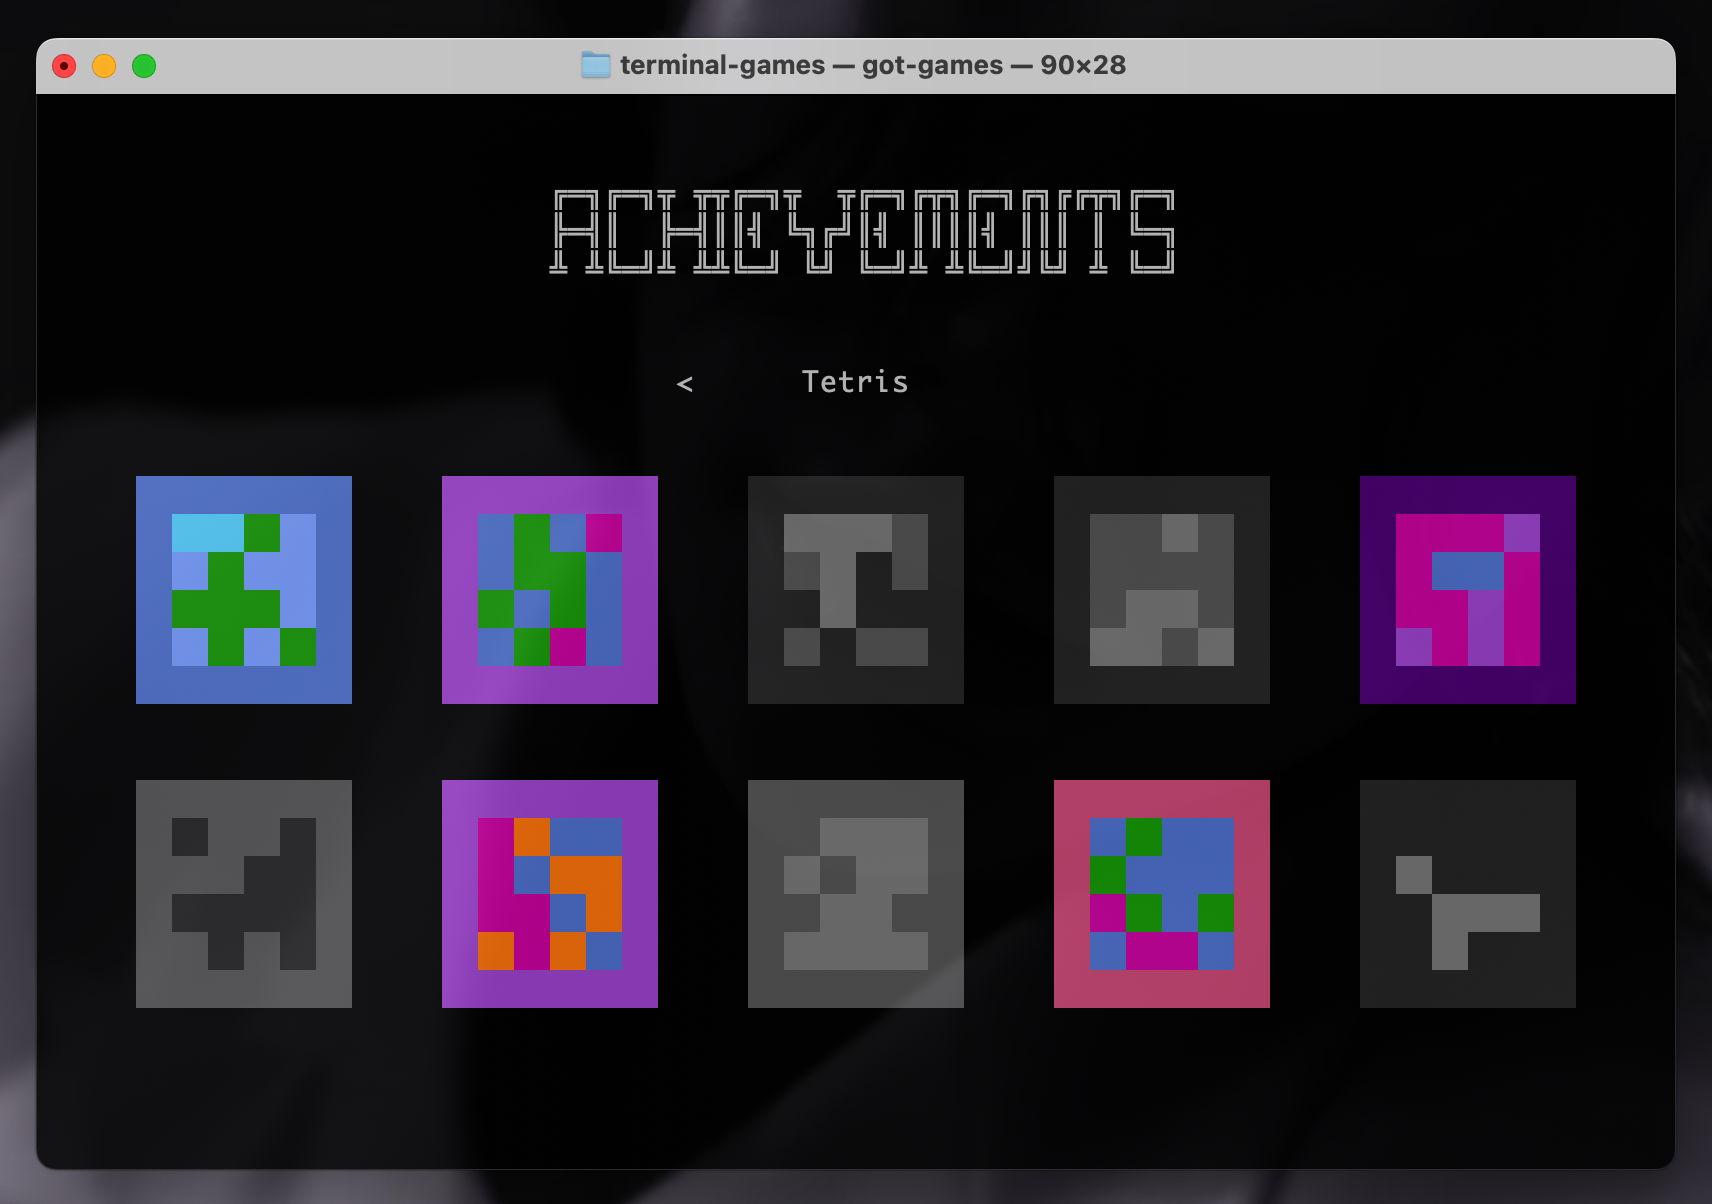 terminal-games — got-games — 90×28
ACHIEVEMENTS
< Tetris